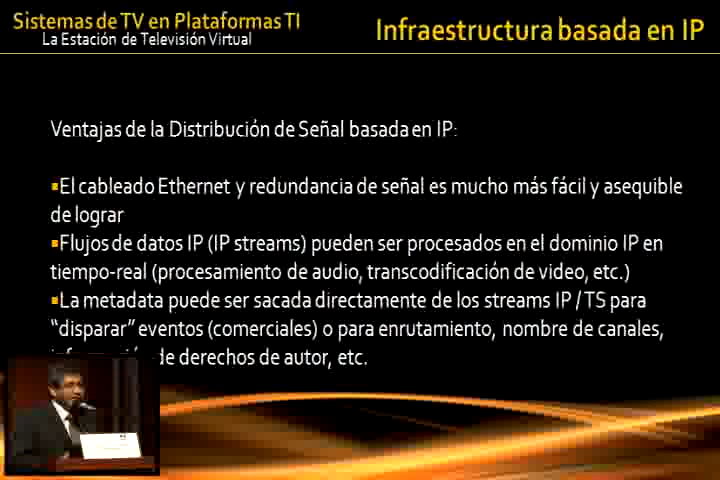 Sistemas de TV en Plataformas TI
La Estación de Televisión Virtual
Infraestructura basada en IP
Ventajas de la Distribución de Señal basada en IP:
▪El cableado Ethernet y redundancia de señal es mucho más fácil y asequible
de lograr
▪Flujos de datos IP (IP streams) pueden ser procesados en el dominio IP en
tiempo-real (procesamiento de audio, transcodificación de video, etc.)
▪La metadata puede ser sacada directamente de los streams IP / TS para
“disparar” eventos (comerciales) o para enrutamiento, nombre de canales,
de derechos de autor, etc.